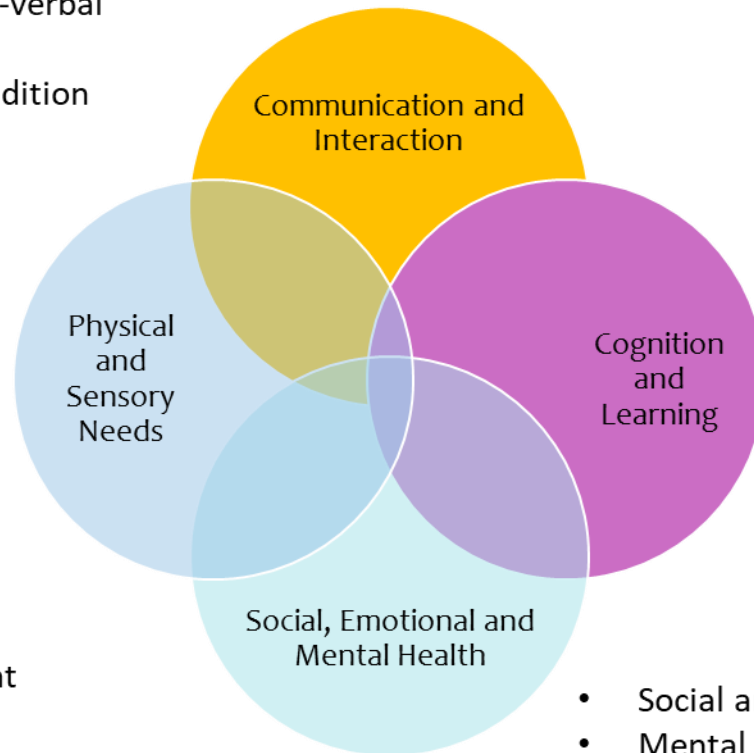 -verbal
dition
Communication and
Interaction
Physical
and
Sensory
Needs
Cognition
and
Learning
Social, Emotional and
Mental Health
• Social a
• Mental